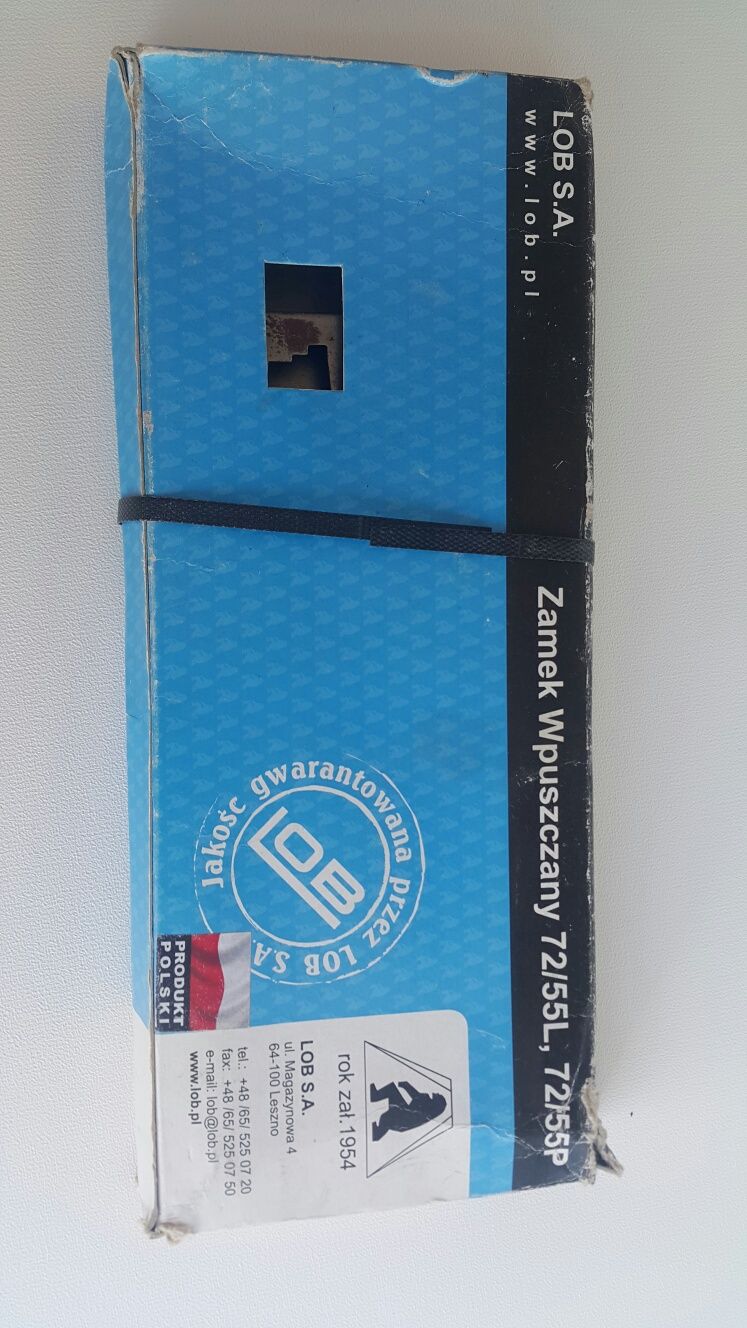 LOB S.A.
www.lob.pl
Zamek Wpuszczany 72/55L, 72/55P
Jakość gwarantowana przez LOB S.A.
LOB
PRODUKT
POLSKI
rok zał.1954
LOB S.A.
ul. Magazynowa 4
64-100 Leszno
tel.: +48 /65/ 525 07 20
fax: +48 /65/ 525 07 50
e-mail: lob@lob.pl
www.lob.pl